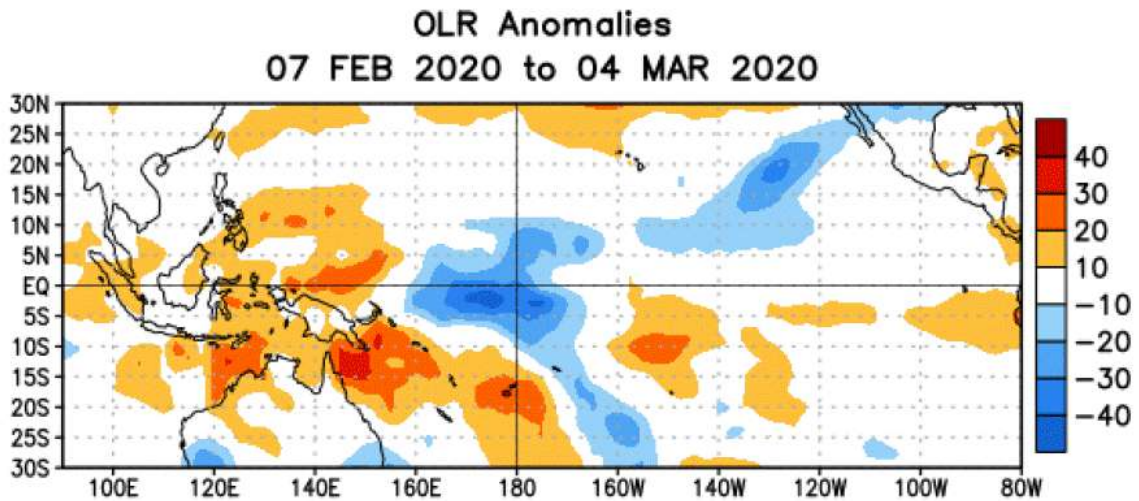 OLR Anomalies
07 FEB 2020 to 04 MAR 2020
30N
25N
20N
15N
10N
5N
EQ
5S
10S
15S
20S
25S
30S
100E 120E 140E 160E 180 160W 140W 120W 100W 80W
40
30
20
10
-10
-20
-30
-40